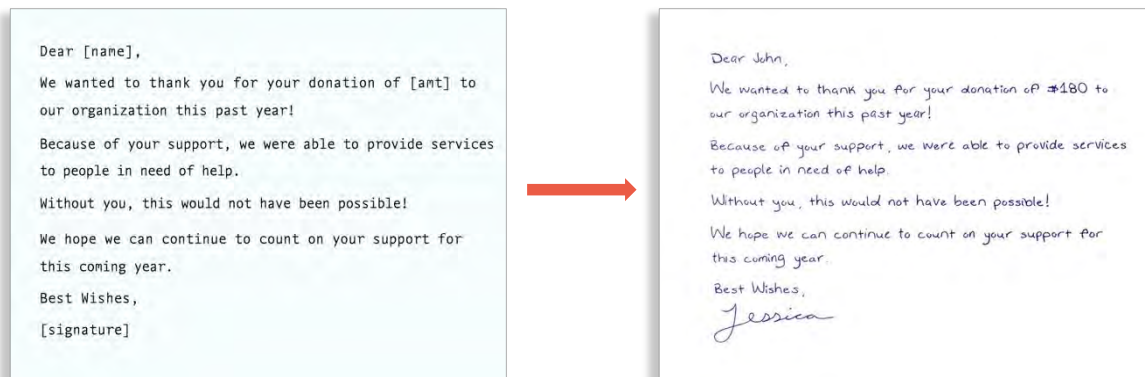 Dear [name],
We wanted to thank you for your donation of [amt] to
our organization this past year!
Because of your support, we were able to provide services
to people in need of help.
Without you, this would not have been possible!
We hope we can continue to count on your support for
this coming year.
Best Wishes,
[signature]
Dear John,
We wanted to thank you for your donation of $180 to
our organization this past year!
Because of your support, we were able to provide services
to people in need of help.
Without you, this would not have been possible!
We hope we can continue to count on your support for
this coming year.
Best Wishes,
Jessica